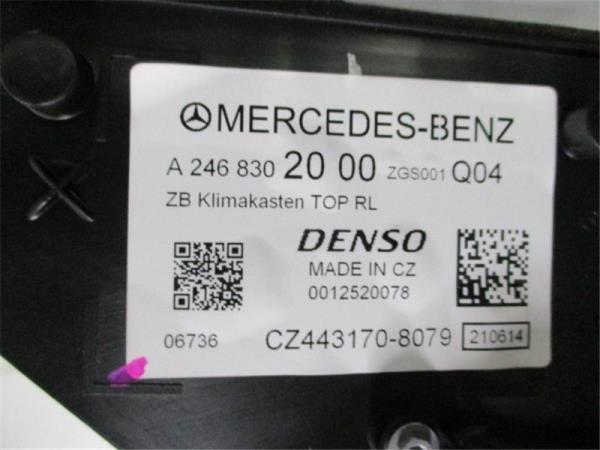 MERCEDES-BENZ
A 246 830 20 00 ZGS001 Q04
ZB Klimakasten TOP RL
DENSO
MADE IN CZ
0012520078
06736 CZ443170-8079 210614